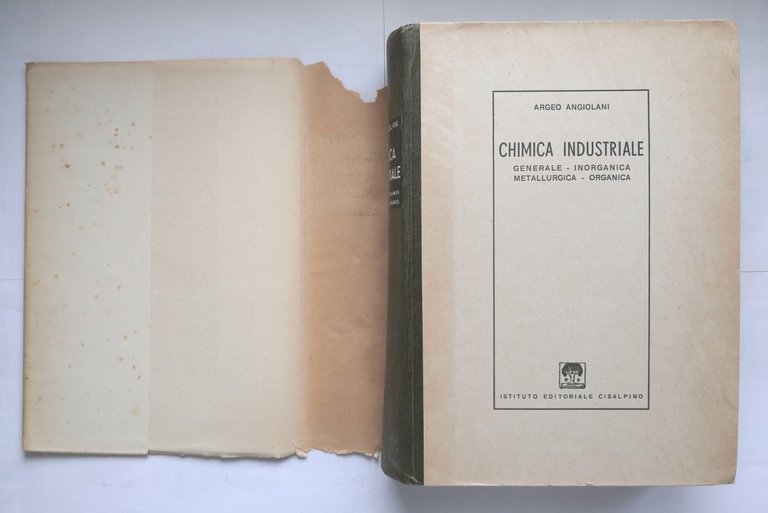 ARGEO ANGIOLANI
CHIMICA INDUSTRIALE
GENERALE - INORGANICA
METALLURGICA - ORGANICA
ISTITUTO EDITORIALE CISALPINO